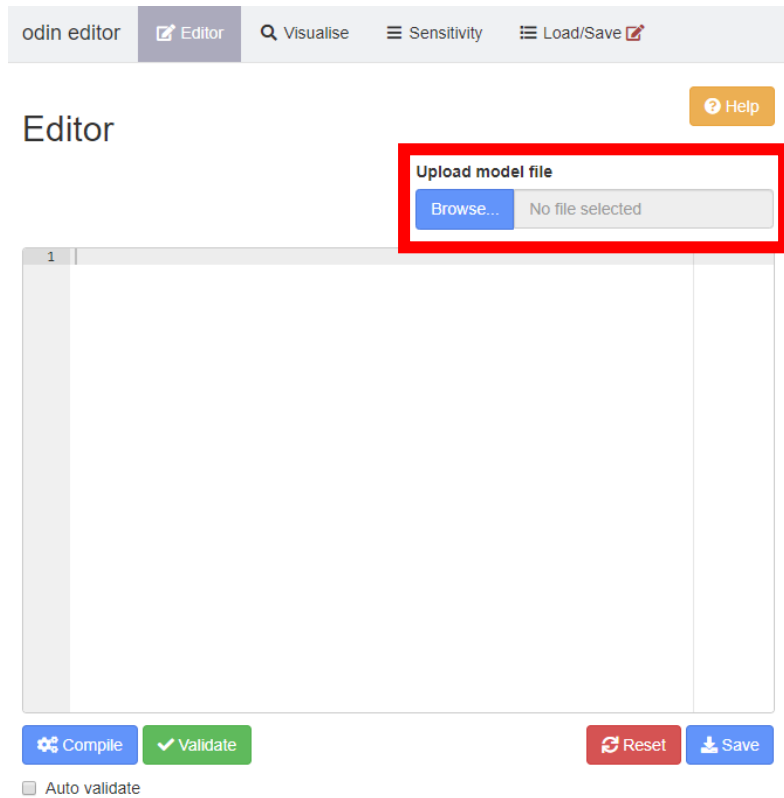 odin editor Editor Visualise Sensitivity Load/Save
Help
Editor
Upload model file
Browse... No file selected
1
Compile Validate Reset Save
Auto validate